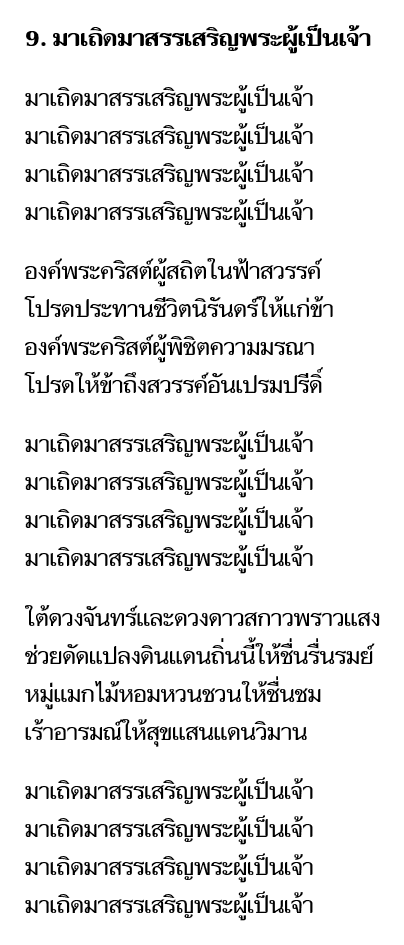 9. มาเถิดมาสรรเสริญพระผู้เป็นเจ้า
มาเถิดมาสรรเสริญพระผู้เป็นเจ้า
มาเถิดมาสรรเสริญพระผู้เป็นเจ้า
มาเถิดมาสรรเสริญพระผู้เป็นเจ้า
มาเถิดมาสรรเสริญพระผู้เป็นเจ้า
องค์พระคริสต์ผู้สถิตในฟ้าสวรรค์
โปรดประทานชีวิตนิรันดร์ให้แก่ข้า
องค์พระคริสต์ผู้พิชิตความมรณา
โปรดให้ข้าถึงสวรรค์อันเปรมปรีดิ์
มาเถิดมาสรรเสริญพระผู้เป็นเจ้า
มาเถิดมาสรรเสริญพระผู้เป็นเจ้า
มาเถิดมาสรรเสริญพระผู้เป็นเจ้า
มาเถิดมาสรรเสริญพระผู้เป็นเจ้า
ใต้ดวงจันทร์และดวงดาวสกาวพราวแสง
ช่วยดัดแปลงดินแดนถิ่นนี้ให้ชื่นรื่นรมย์
หมู่แมกไม้หอมหวนชวนให้ชื่นชม
เร้าอารมณ์ให้สุขแสนแดนวิมาน
มาเถิดมาสรรเสริญพระผู้เป็นเจ้า
มาเถิดมาสรรเสริญพระผู้เป็นเจ้า
มาเถิดมาสรรเสริญพระผู้เป็นเจ้า
มาเถิดมาสรรเสริญพระผู้เป็นเจ้า